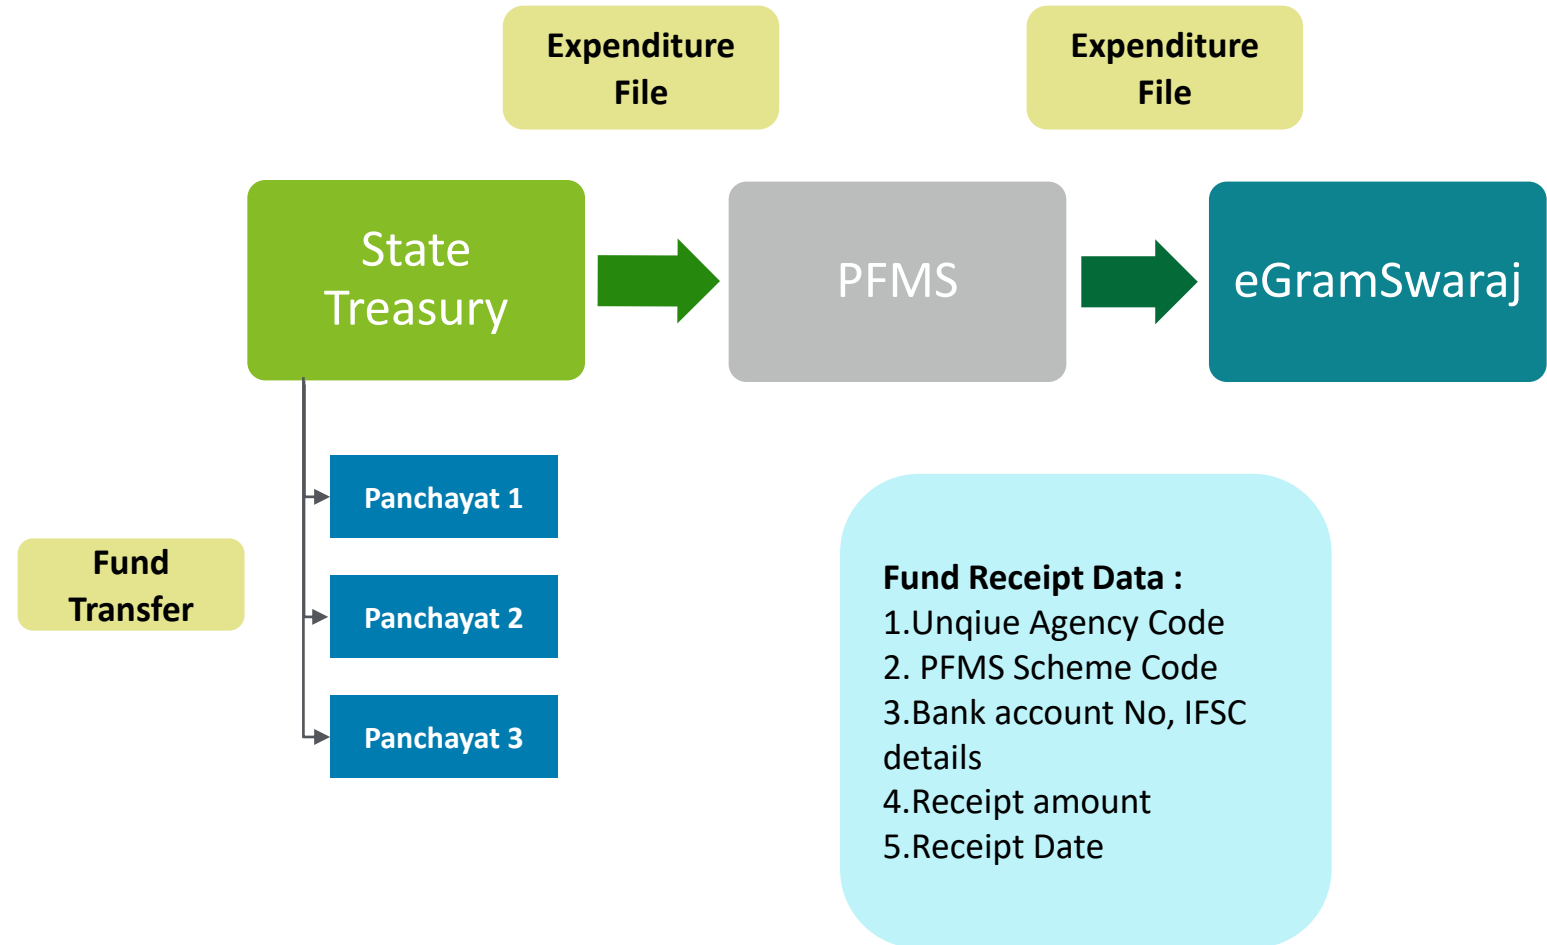 Expenditure
File
Expenditure
File
State
Treasury
PFMS
eGramSwaraj
Panchayat 1
Fund
Transfer
Panchayat 2
Panchayat 3
Fund Receipt Data :
1.Unqiue Agency Code
2. PFMS Scheme Code
3.Bank account No, IFSC
details
4.Receipt amount
5.Receipt Date